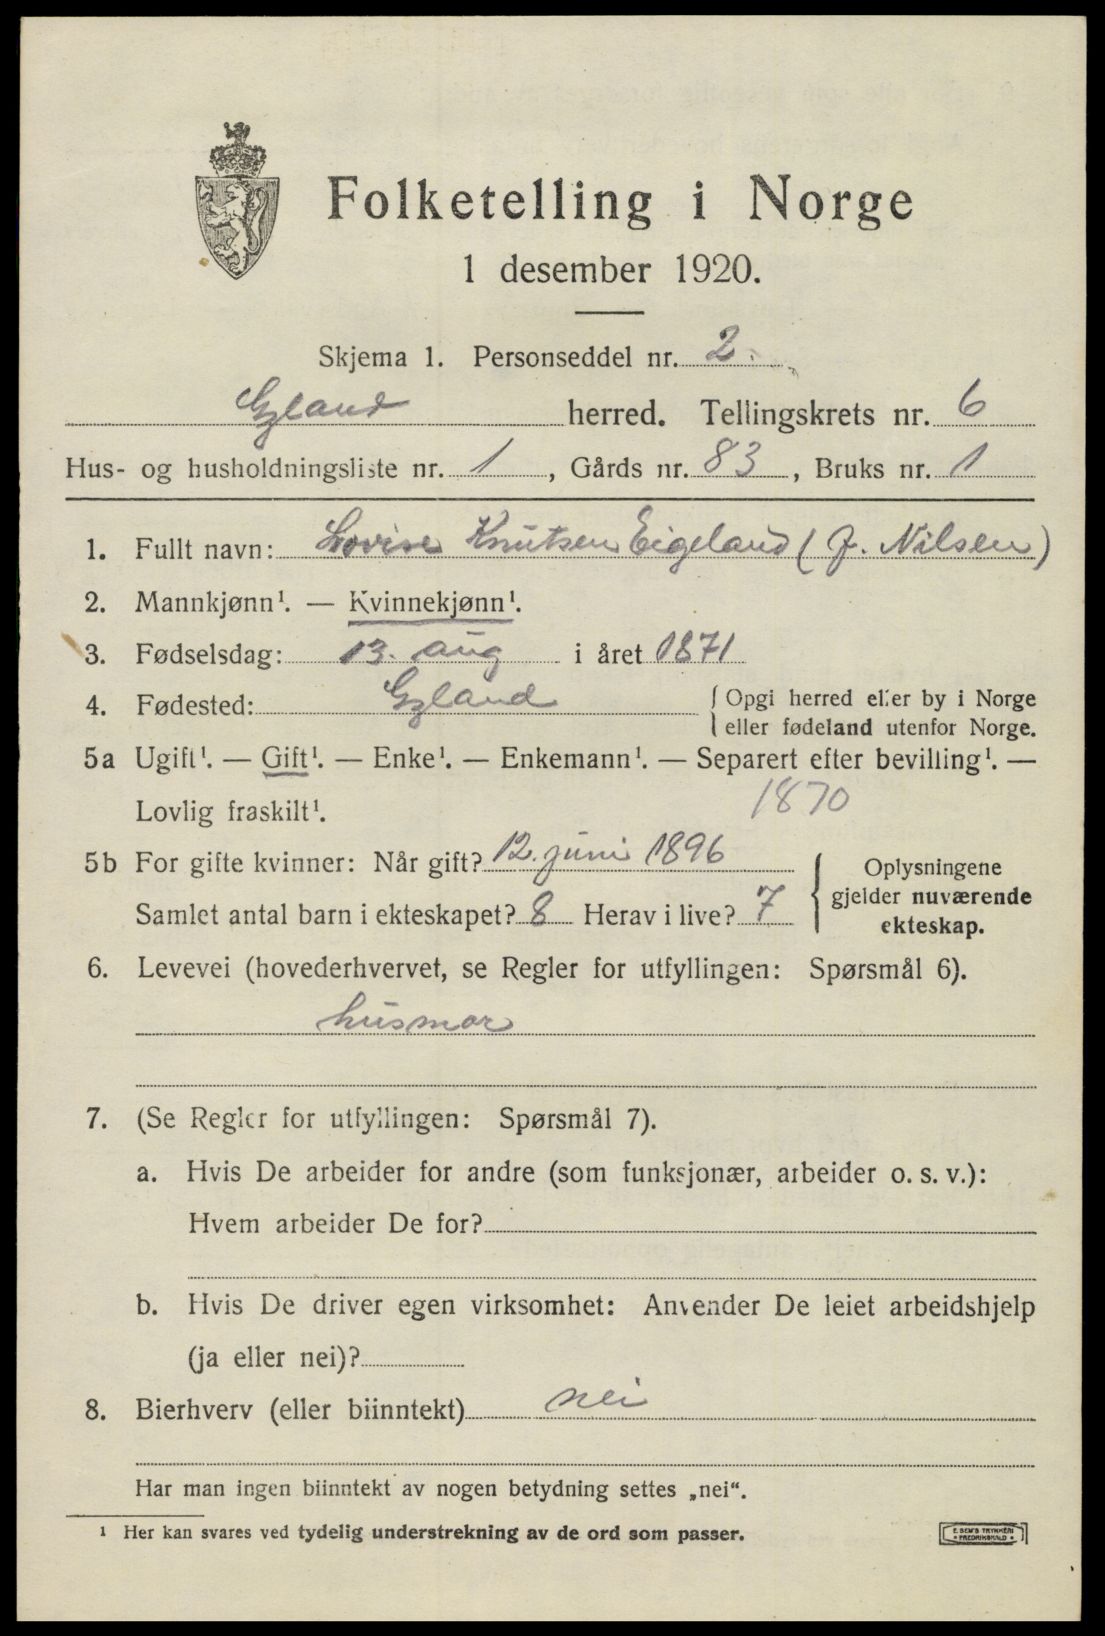 Folketelling i Norge
1 desember 1920.
Skjema 1. Personseddel nr. 2
Gyland herred. Tellingskrets nr. 6
Hus- og husholdningsliste nr. 1, Gårds nr. 83, Bruks nr. 1
1. Fullt navn: Lovise Knutsen Eigeland (f. Nilsen)
2. Mannkjønn¹. — Kvinnekjønn¹.
3. Fødselsdag: 13. aug i året 1871
4. Fødested: Gyland { Opgi herred eller by i Norge
eller fødeland utenfor Norge.
5a Ugift¹. — Gift¹. — Enke¹. — Enkemann¹. — Separert efter bevilling¹. —
Lovlig fraskilt¹. 1870
5b For gifte kvinner: Når gift? 12. juni 1896
Samlet antal barn i ekteskapet? 8 Herav i live? 7
{ Oplysningene
gjelder nuværende
ekteskap.
6. Levevei (hovederhvervet, se Regler for utfyllingen: Spørsmål 6).
husmor
7. (Se Regler for utfyllingen: Spørsmål 7).
a. Hvis De arbeider for andre (som funksjonær, arbeider o. s. v.):
Hvem arbeider De for?
b. Hvis De driver egen virksomhet: Anvender De leiet arbeidshjelp
(ja eller nei)?
8. Bierhverv (eller biinntekt) nei
Har man ingen biinntekt av nogen betydning settes „nei“.
¹ Her kan svares ved tydelig understrekning av de ord som passer.
E. SEM'S TRYKKERI
FREDRIKSHALD